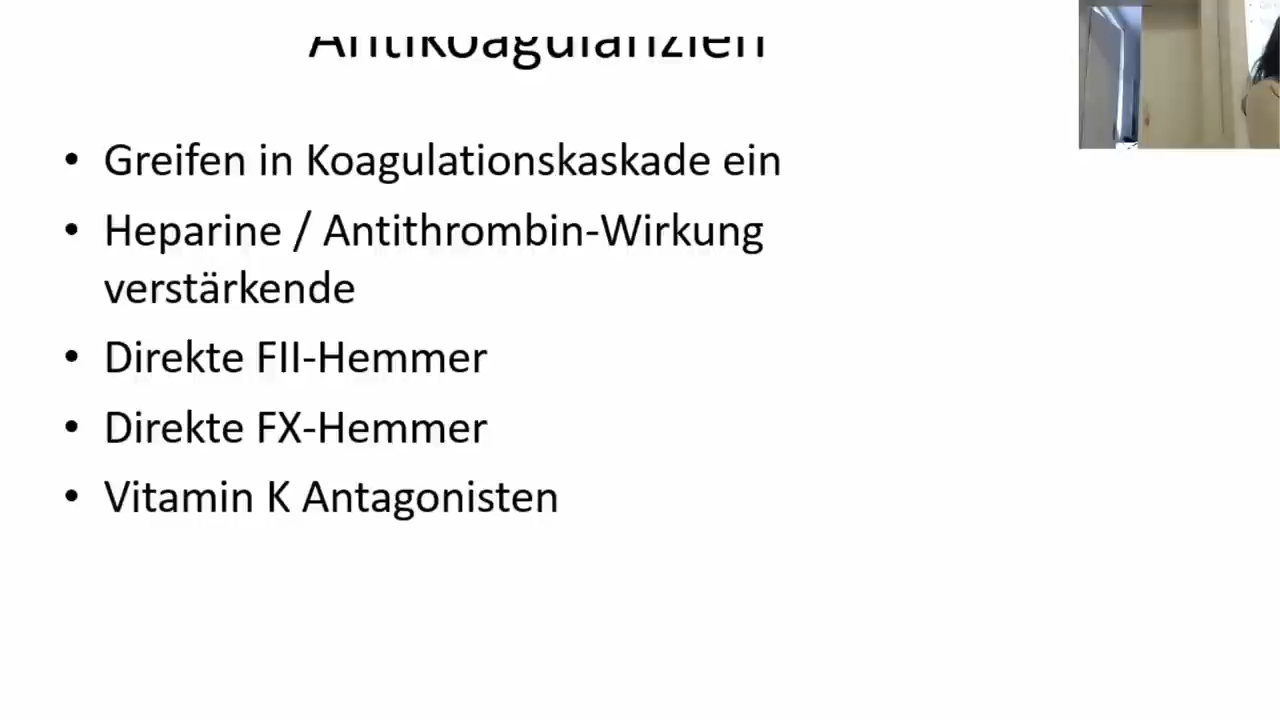 Antikoagulanzien
• Greifen in Koagulationskaskade ein
• Heparine / Antithrombin-Wirkung
verstärkende
• Direkte FII-Hemmer
• Direkte FX-Hemmer
• Vitamin K Antagonisten